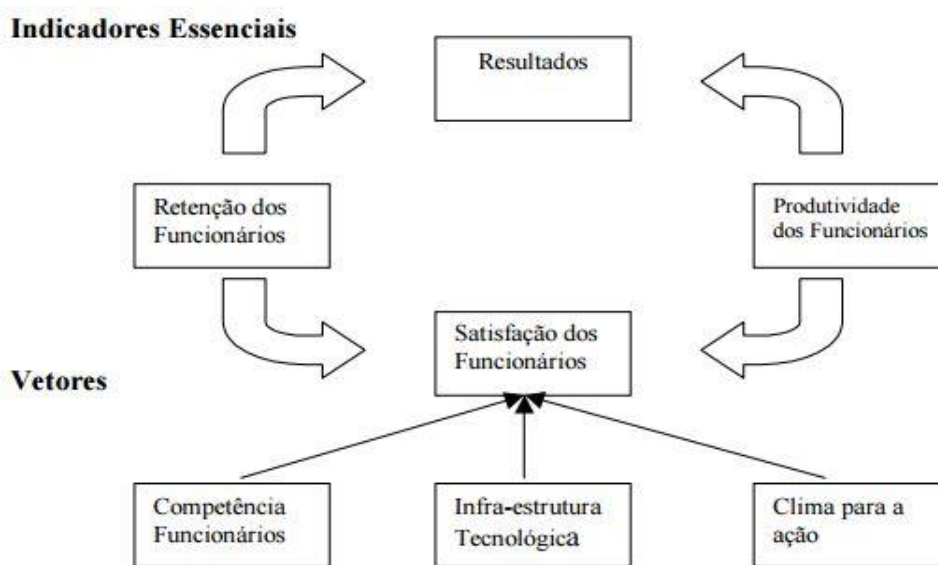 Indicadores Essenciais
Resultados
Retenção dos
Funcionários
Produtividade
dos Funcionários
Satisfação dos
Funcionários
Vetores
Competência
Funcionários
Infra-estrutura
Tecnológica
Clima para a
ação